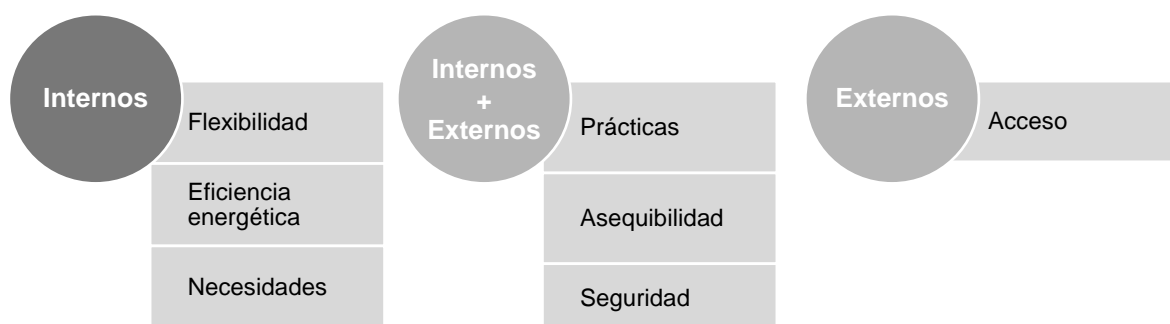 Internos
Flexibilidad
Eficiencia
energética
Necesidades
Internos
+
Externos
Prácticas
Asequibilidad
Seguridad
Externos
Acceso